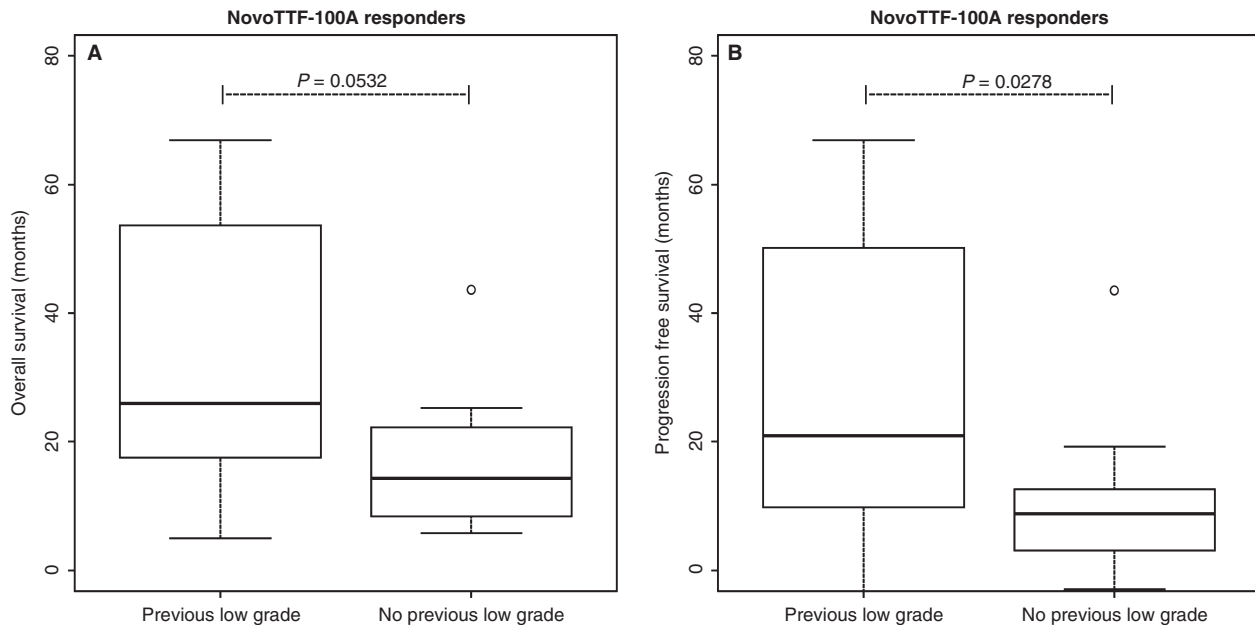 NovoTTF-100A responders
A
P = 0.0532
80
60
40
20
0
Overall survival (months)
Previous low grade
No previous low grade
NovoTTF-100A responders
B
P = 0.0278
80
60
40
20
0
Progression free survival (months)
Previous low grade
No previous low grade